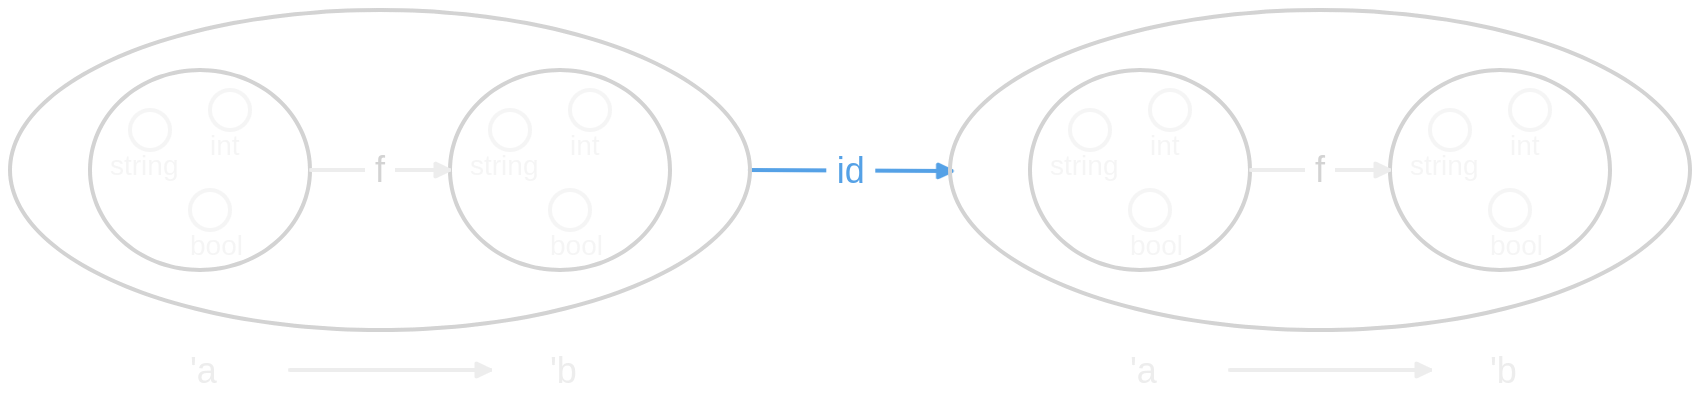 int
string
bool
f
int
string
bool
id
int
string
bool
f
int
string
bool
'a
'b
'a
'b